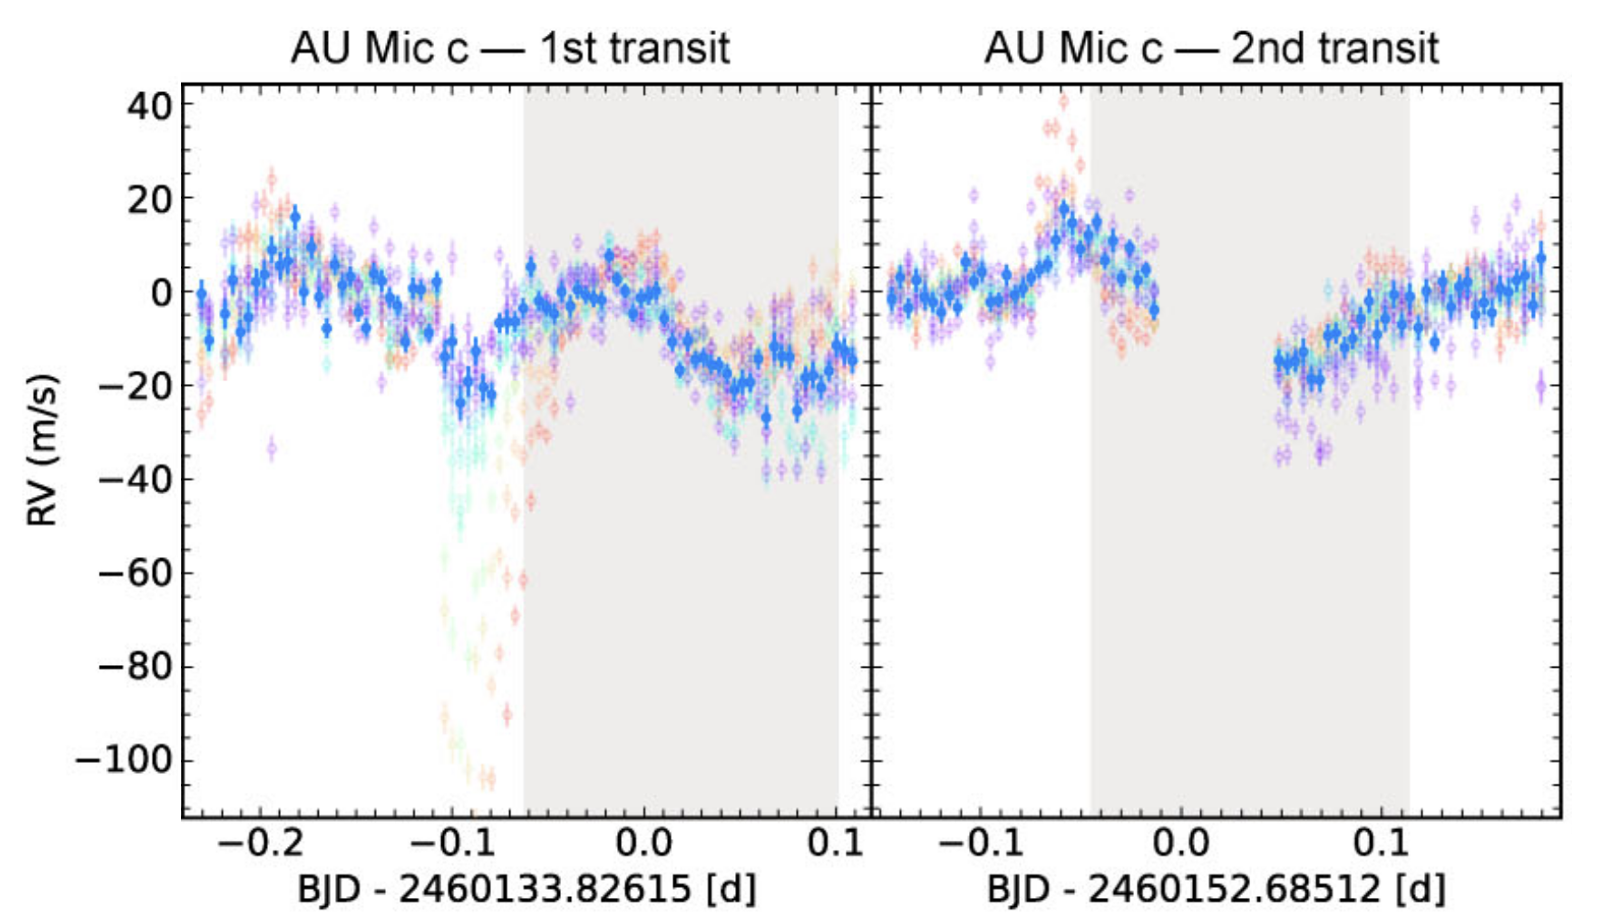 AU Mic c — 1st transit
AU Mic c — 2nd transit
40
20
0
−20
−40
−60
−80
−100
RV (m/s)
−0.2 −0.1 0.0 0.1
−0.1 0.0 0.1
BJD - 2460133.82615 [d]
BJD - 2460152.68512 [d]